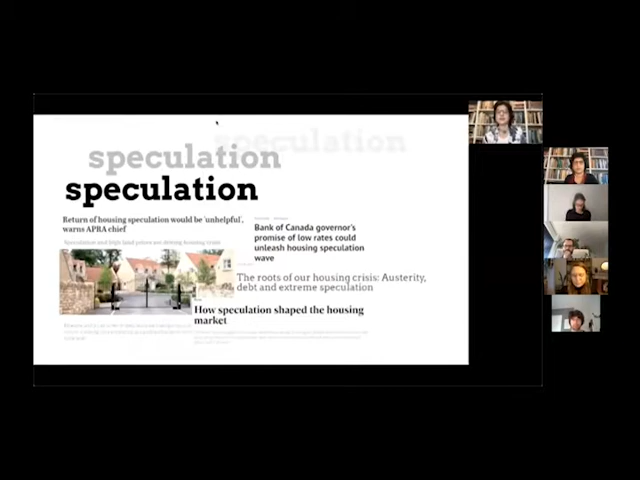 speculation
speculation
speculation
Return of housing speculation would be 'unhelpful',
warns APRA chief
Speculation and high land prices are driving housing crisis
Bank of Canada governor's
promise of low rates could
unleash housing speculation
wave
The roots of our housing crisis: Austerity,
debt and extreme speculation
How speculation shaped the housing
market